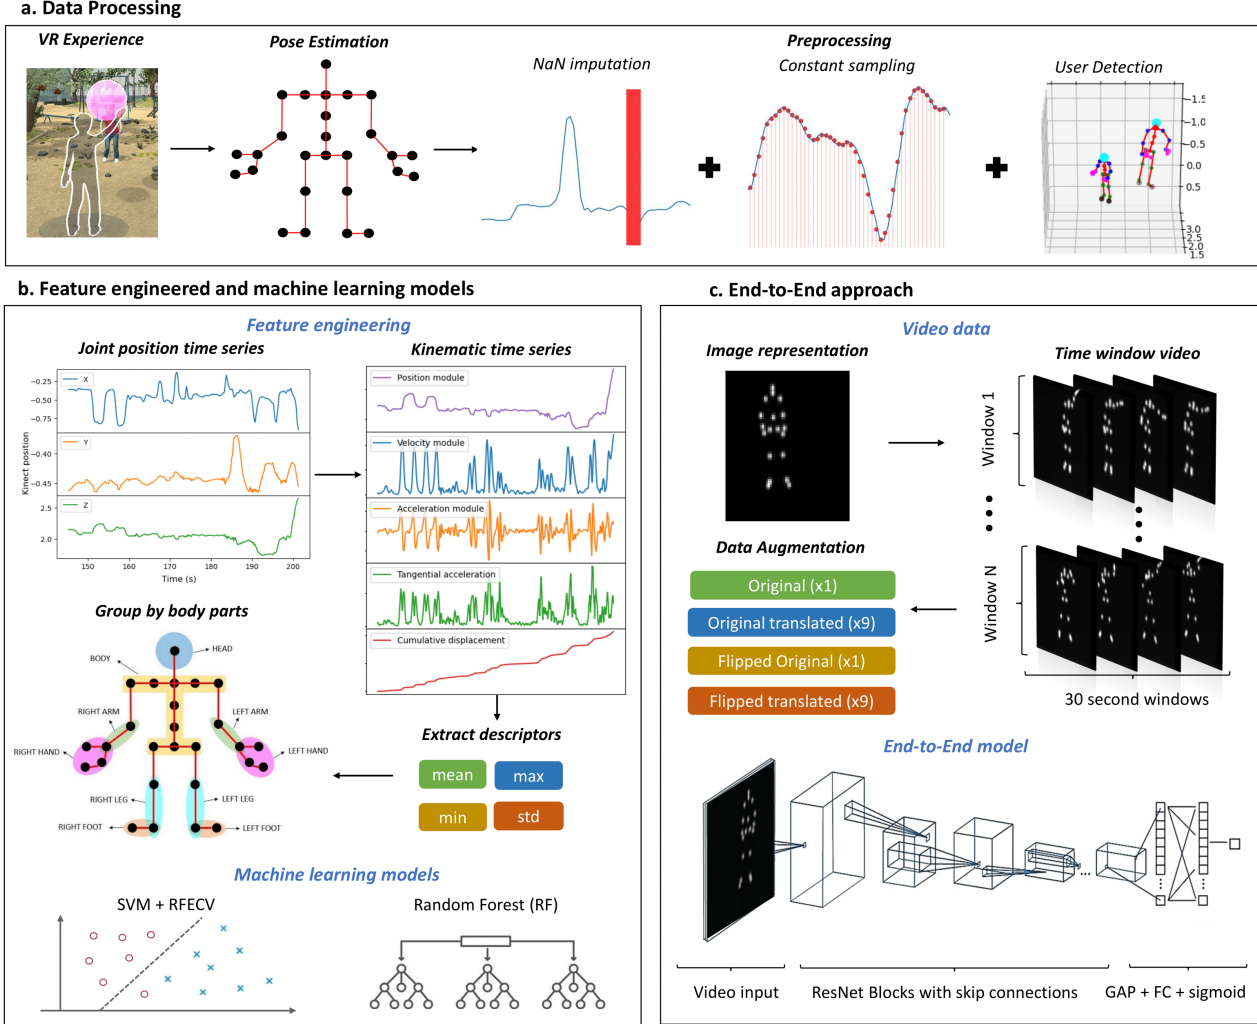 a. Data Processing
VR Experience
Pose Estimation
Preprocessing
NaN imputation
Constant sampling
User Detection
-1.5
-1.0
-0.5
0.0
0.5
3.0
2.5
2.0
1.5
b. Feature engineered and machine learning models
Feature engineering
Joint position time series
Kinematic time series
X
Y
Z
-0.25
-0.50
-0.75
-0.40
-0.45
2.5
2.0
Kinect position
150 160 170 180 190 200
Time (s)
Position module
Velocity module
Acceleration module
Tangential acceleration
Cumulative displacement
Group by body parts
HEAD
BODY
RIGHT ARM
LEFT ARM
RIGHT HAND
LEFT HAND
RIGHT LEG
LEFT LEG
RIGHT FOOT
LEFT FOOT
Extract descriptors
mean
max
min
std
Machine learning models
SVM + RFECV
Random Forest (RF)
c. End-to-End approach
Video data
Image representation
Time window video
Window 1
Window N
30 second windows
Data Augmentation
Original (x1)
Original translated (x9)
Flipped Original (x1)
Flipped translated (x9)
End-to-End model
Video input
ResNet Blocks with skip connections
GAP + FC + sigmoid